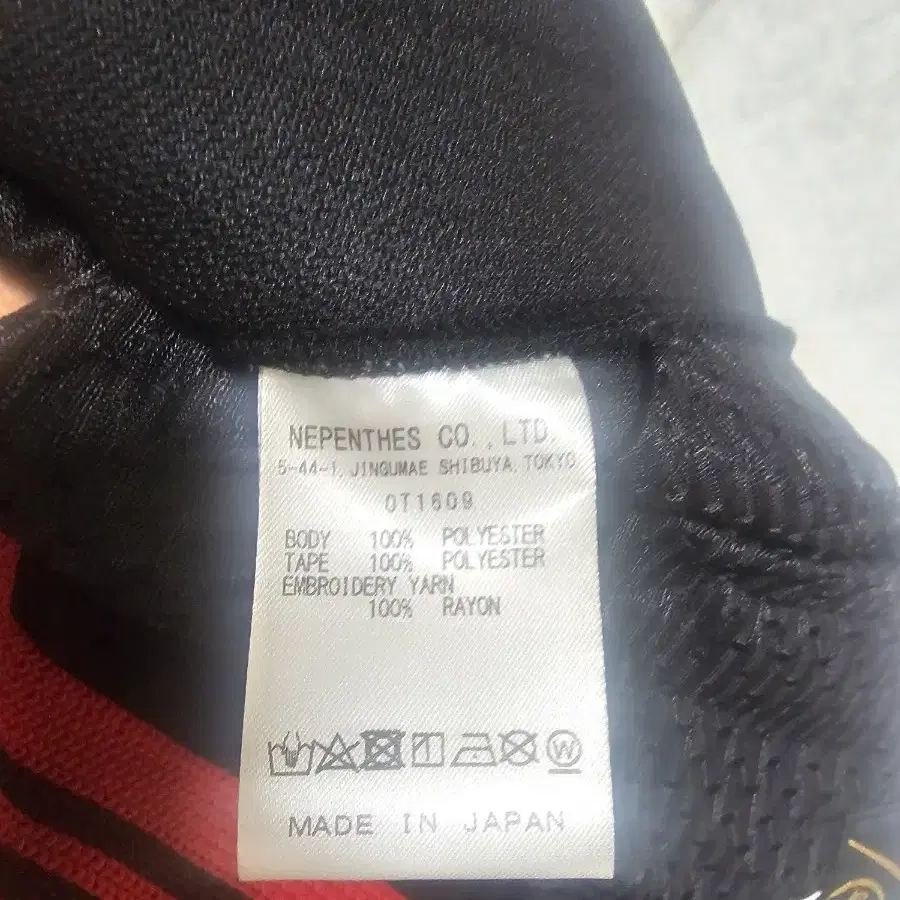 NEPENTHES CO.,LTD.
5-44-1, JINGUMAE SHIBUYA, TOKYO
OT1609
BODY 100% POLYESTER
TAPE 100% POLYESTER
EMBROIDERY YARN
100% RAYON
W
MADE IN JAPAN